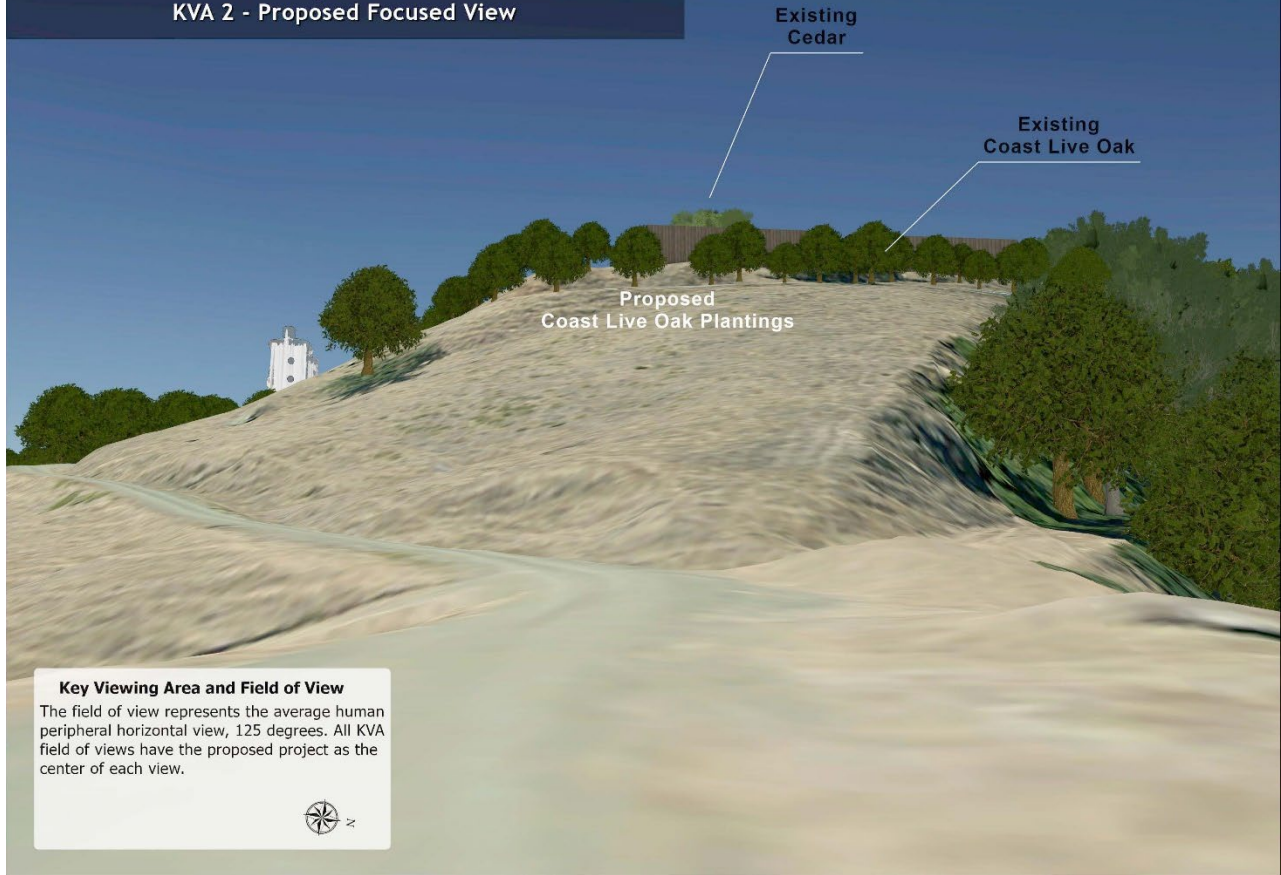 KVA 2 - Proposed Focused View
Existing
Cedar
Existing
Coast Live Oak
Proposed
Coast Live Oak Plantings
Key Viewing Area and Field of View
The field of view represents the average human
peripheral horizontal view, 125 degrees. All KVA
field of views have the proposed project as the
center of each view.
N